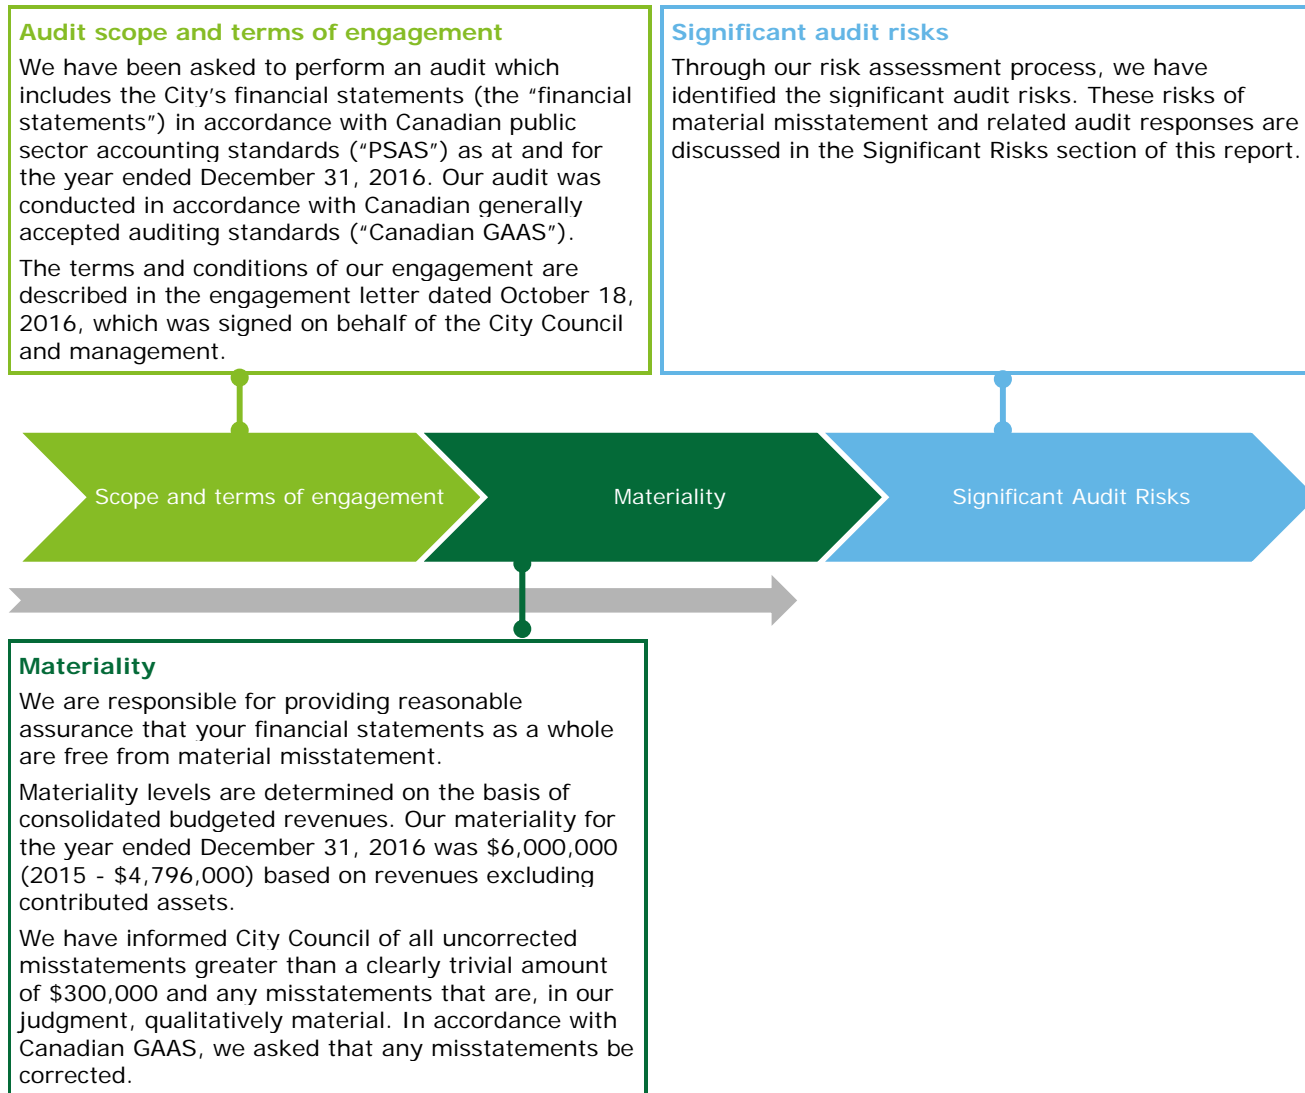 Audit scope and terms of engagement
We have been asked to perform an audit which
includes the City’s financial statements (the “financial
statements”) in accordance with Canadian public
sector accounting standards (“PSAS”) as at and for
the year ended December 31, 2016. Our audit was
conducted in accordance with Canadian generally
accepted auditing standards (“Canadian GAAS”).
The terms and conditions of our engagement are
described in the engagement letter dated October 18,
2016, which was signed on behalf of the City Council
and management.
Significant audit risks
Through our risk assessment process, we have
identified the significant audit risks. These risks of
material misstatement and related audit responses are
discussed in the Significant Risks section of this report.
Scope and terms of engagement
Materiality
Significant Audit Risks
Materiality
We are responsible for providing reasonable
assurance that your financial statements as a whole
are free from material misstatement.
Materiality levels are determined on the basis of
consolidated budgeted revenues. Our materiality for
the year ended December 31, 2016 was $6,000,000
(2015 - $4,796,000) based on revenues excluding
contributed assets.
We have informed City Council of all uncorrected
misstatements greater than a clearly trivial amount
of $300,000 and any misstatements that are, in our
judgment, qualitatively material. In accordance with
Canadian GAAS, we asked that any misstatements be
corrected.